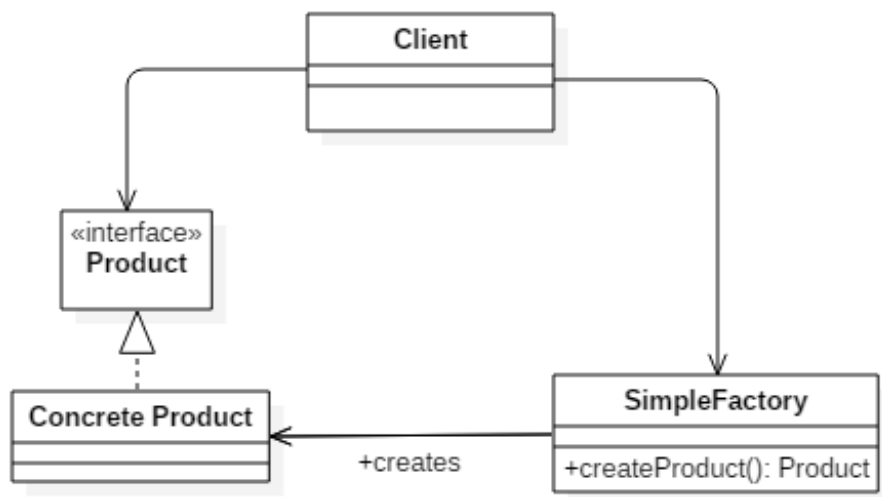 Client
«interface»
Product
Concrete Product
+creates
SimpleFactory
+createProduct(): Product